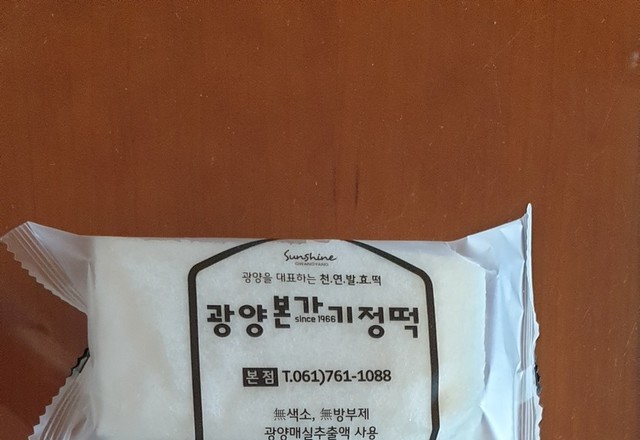 Sunshine
GWANGYANG
광양을 대표하는 천.연.발.효.떡
광양본가기정떡
since 1966
본점 T.061)761-1088
無색소, 無방부제
광양매실추출액 사용